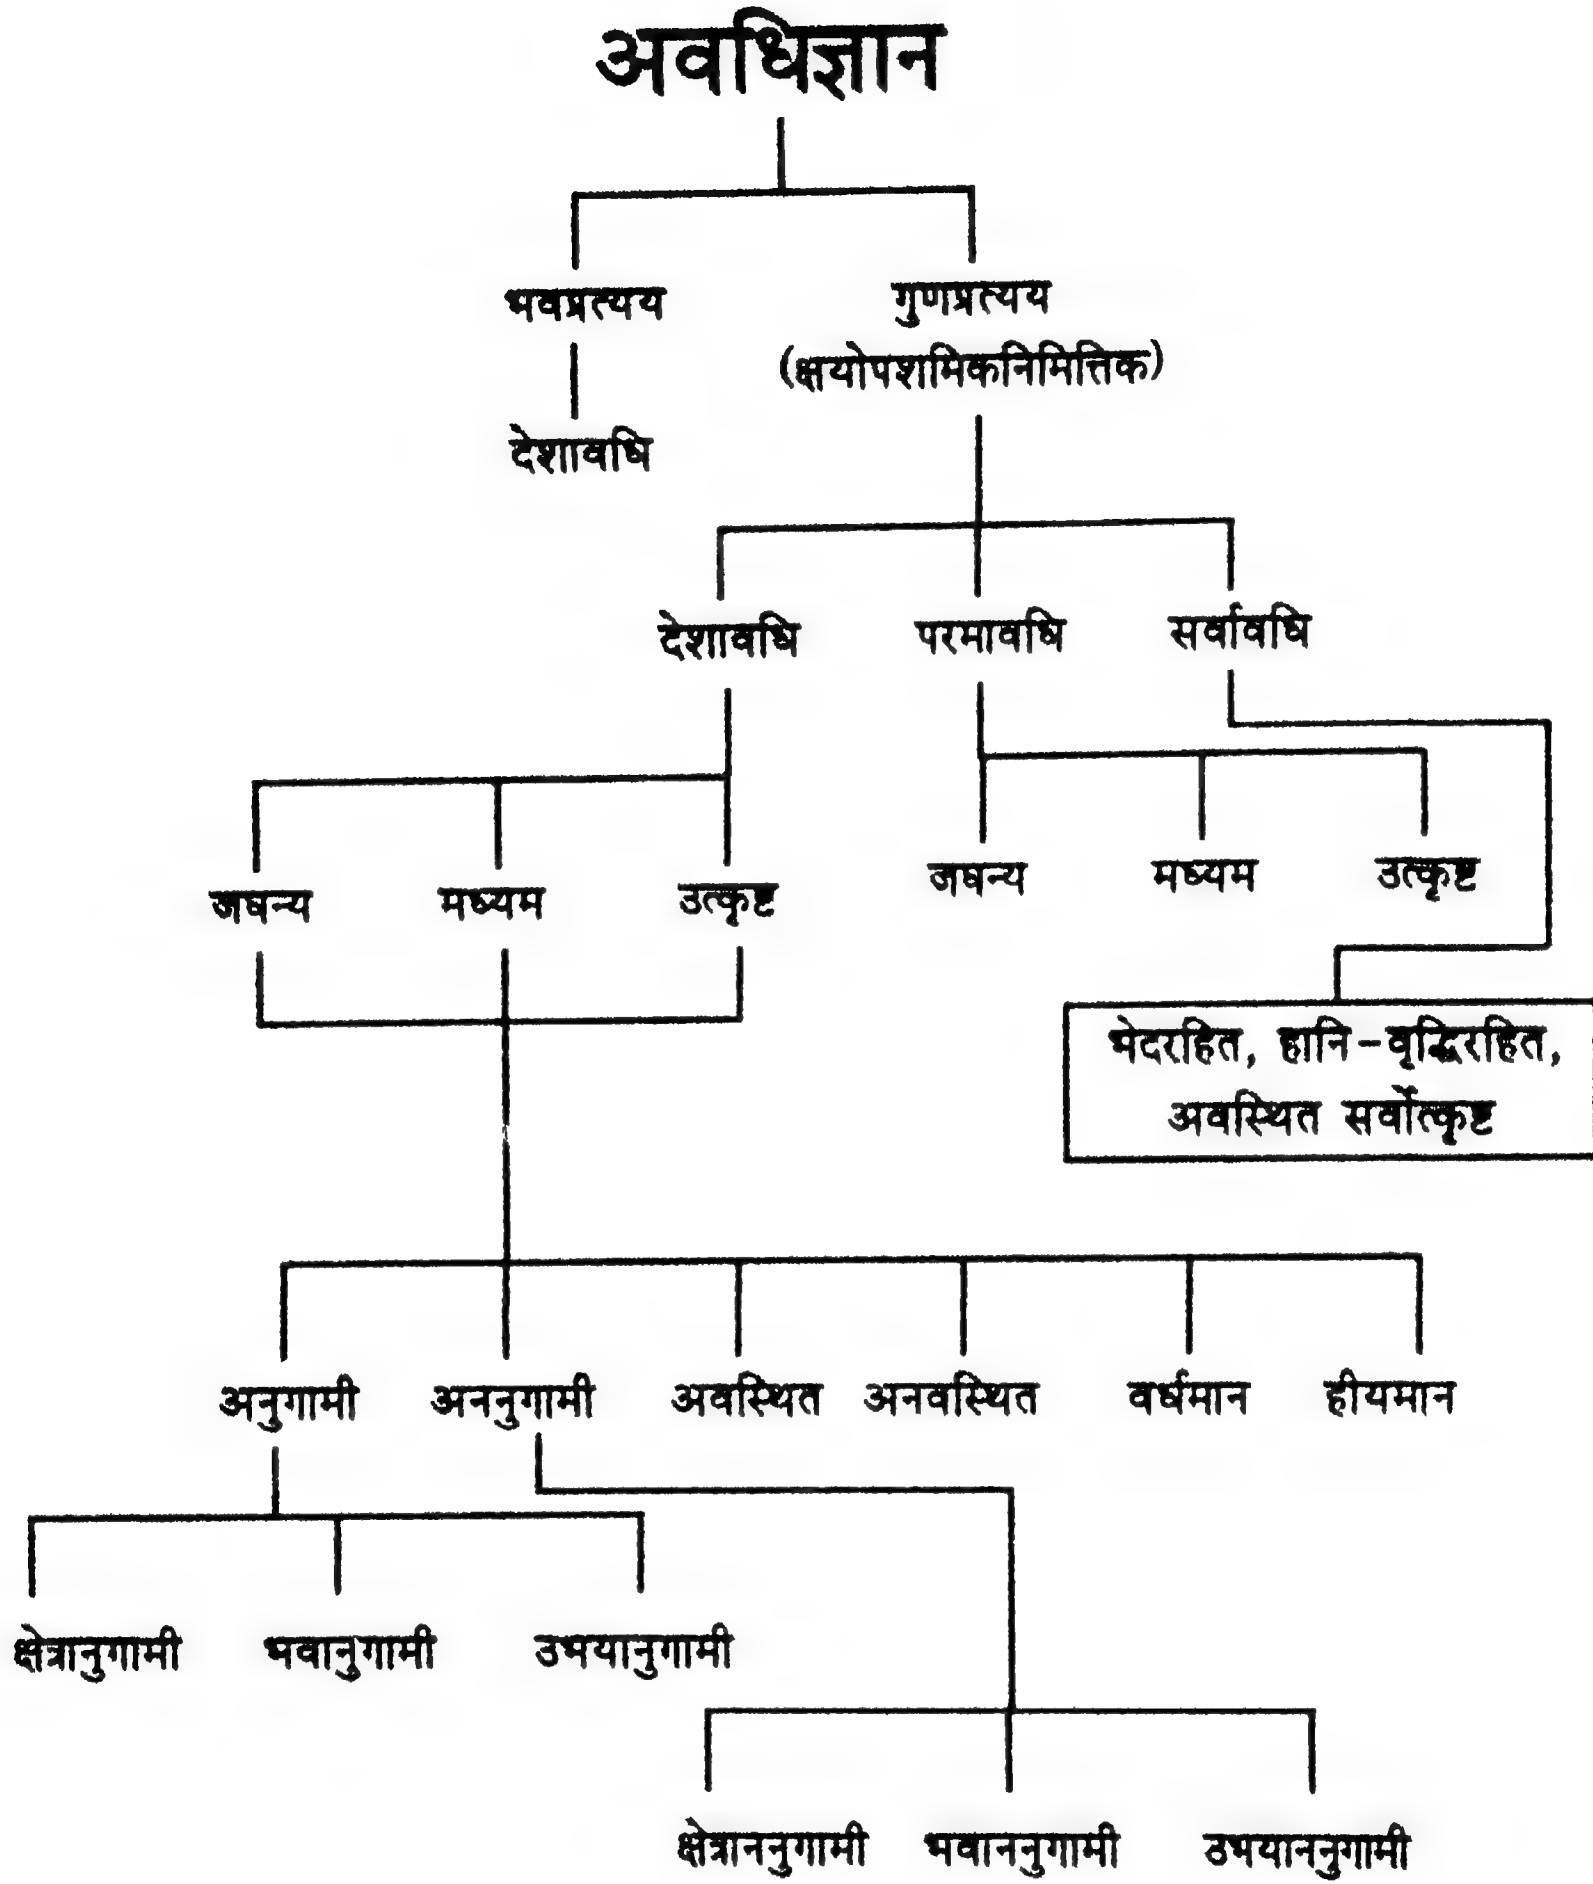 अवधिज्ञान
भवप्रत्यय गुणप्रत्यय
(क्षयोपशमिकनिमित्तिक)
देशावधि
देशावधि परमावधि सर्वावधि
जघन्य मध्यम उत्कृष्ट जघन्य मध्यम उत्कृष्ट
भेदरहित, हानि-वृद्धिरहित,
अवस्थित सर्वोत्कृष्ट
अनुगामी अननुगामी अवस्थित अनवस्थित वर्धमान हीयमान
क्षेत्रानुगामी भवानुगामी उभयानुगामी
क्षेत्राननुगामी भवाननुगामी उभयाननुगामी